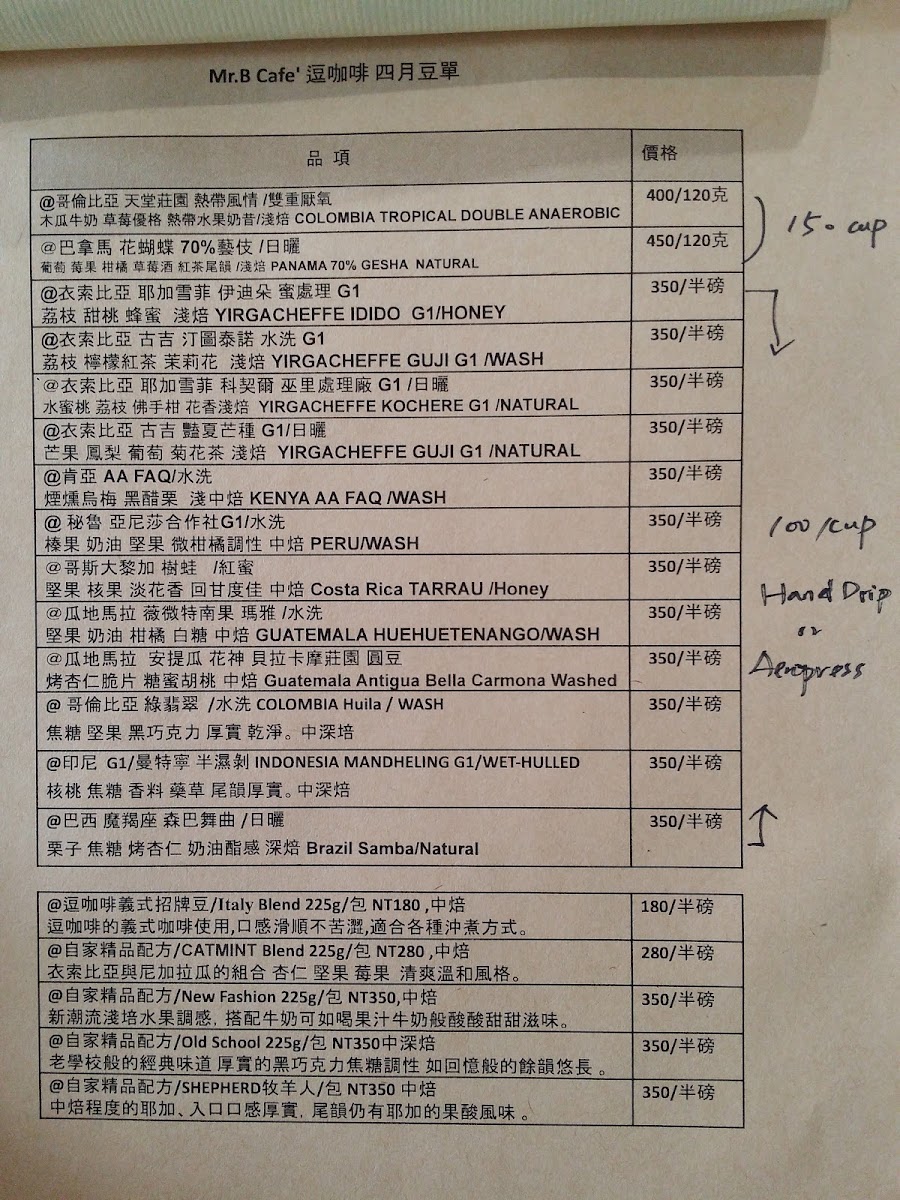 Mr.B Cafe' 逗咖啡 四月豆單
品 項
價格
@哥倫比亞 天堂莊園 熱帶風情 /雙重厭氧
木瓜牛奶 草莓優格 熱帶水果奶昔/淺焙 COLOMBIA TROPICAL DOUBLE ANAEROBIC
400/120克
@巴拿馬 花蝴蝶 70%藝伎 /日曬
葡萄 莓果 柑橘 草莓酒 紅茶尾韻 /淺焙 PANAMA 70% GESHA NATURAL
450/120克
150 cup
@衣索比亞 耶加雪菲 伊迪朵 蜜處理 G1
荔枝 甜桃 蜂蜜 淺焙 YIRGACHEFFE IDIDO G1/HONEY
350/半磅
@衣索比亞 古吉 汀圖泰諾 水洗 G1
荔枝 檸檬紅茶 茉莉花 淺焙 YIRGACHEFFE GUJI G1 /WASH
350/半磅
@衣索比亞 耶加雪菲 科契爾 巫里處理廠 G1 /日曬
水蜜桃 荔枝 佛手柑 花香淺焙 YIRGACHEFFE KOCHERE G1 /NATURAL
350/半磅
@衣索比亞 古吉 豔夏芒種 G1/日曬
芒果 鳳梨 葡萄 菊花茶 淺焙 YIRGACHEFFE GUJI G1 /NATURAL
350/半磅
@肯亞 AA FAQ/水洗
煙燻烏梅 黑醋栗 淺中焙 KENYA AA FAQ /WASH
350/半磅
@ 秘魯 亞尼莎合作社G1/水洗
榛果 奶油 堅果 微柑橘調性 中焙 PERU/WASH
350/半磅
100/cup
@哥斯大黎加 樹蛙 /紅蜜
堅果 核果 淡花香 回甘度佳 中焙 Costa Rica TARRAU /Honey
350/半磅
Hand Drip
or
Aeropress
@瓜地馬拉 薇微特南果 瑪雅 /水洗
堅果 奶油 柑橘 白糖 中焙 GUATEMALA HUEHUETENANGO/WASH
350/半磅
@瓜地馬拉 安提瓜 花神 貝拉卡摩莊園 圓豆
烤杏仁脆片 糖蜜胡桃 中焙 Guatemala Antigua Bella Carmona Washed
350/半磅
@ 哥倫比亞 綠翡翠 /水洗 COLOMBIA Huila / WASH
焦糖 堅果 黑巧克力 厚實 乾淨。中深培
350/半磅
@印尼 G1/曼特寧 半濕剝 INDONESIA MANDHELING G1/WET-HULLED
核桃 焦糖 香料 藥草 尾韻厚實。中深焙
350/半磅
@巴西 魔羯座 森巴舞曲 /日曬
栗子 焦糖 烤杏仁 奶油酯感 深焙 Brazil Samba/Natural
350/半磅
@逗咖啡義式招牌豆/Italy Blend 225g/包 NT180 ,中焙
逗咖啡的義式咖啡使用,口感滑順不苦澀,適合各種沖煮方式。
180/半磅
@自家精品配方/CATMINT Blend 225g/包 NT280 ,中焙
衣索比亞與尼加拉瓜的組合 杏仁 堅果 莓果 清爽溫和風格。
280/半磅
@自家精品配方/New Fashion 225g/包 NT350,中焙
新潮流淺培水果調感，搭配牛奶可如喝果汁牛奶般酸酸甜甜滋味。
350/半磅
@自家精品配方/Old School 225g/包 NT350中深焙
老學校般的經典味道 厚實的黑巧克力焦糖調性 如回憶般的餘韻悠長 。
350/半磅
@自家精品配方/SHEPHERD牧羊人/包 NT350 中焙
中焙程度的耶加、入口口感厚實，尾韻仍有耶加的果酸風味 。
350/半磅